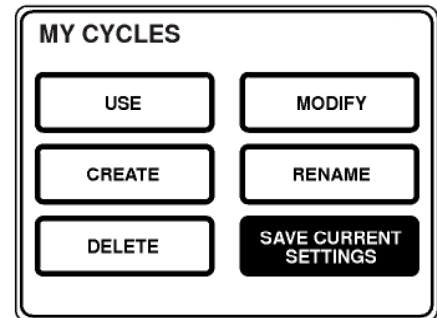 MY CYCLES
USE
MODIFY
CREATE
RENAME
DELETE
SAVE CURRENT
SETTINGS